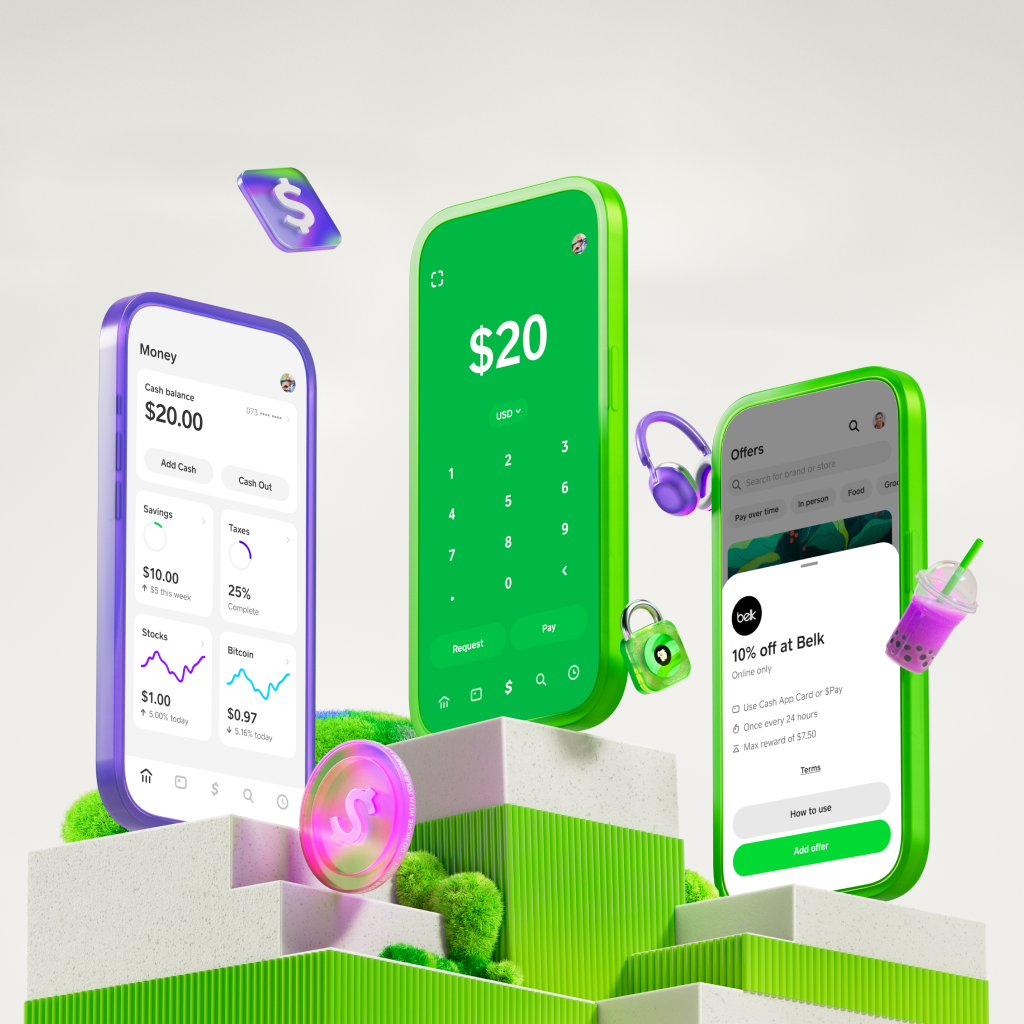 $
Money
Cash balance
$20.00
073 •••• ••••
Add Cash
Cash Out
Savings
$10.00
$5 this week
Taxes
25%
Complete
Stocks
$1.00
5.00% today
Bitcoin
$0.97
5.16% today
$
$20
USD
1 2 3
4 5 6
7 8 9
. 0 <
Request
Pay
$
Offers
Search for brand or store
Pay over time
In person
Food
belk
10% off at Belk
Online only
Use Cash App Card or $Pay
Once every 24 hours
Max reward of $7.50
Terms
How to use
Add offer
$